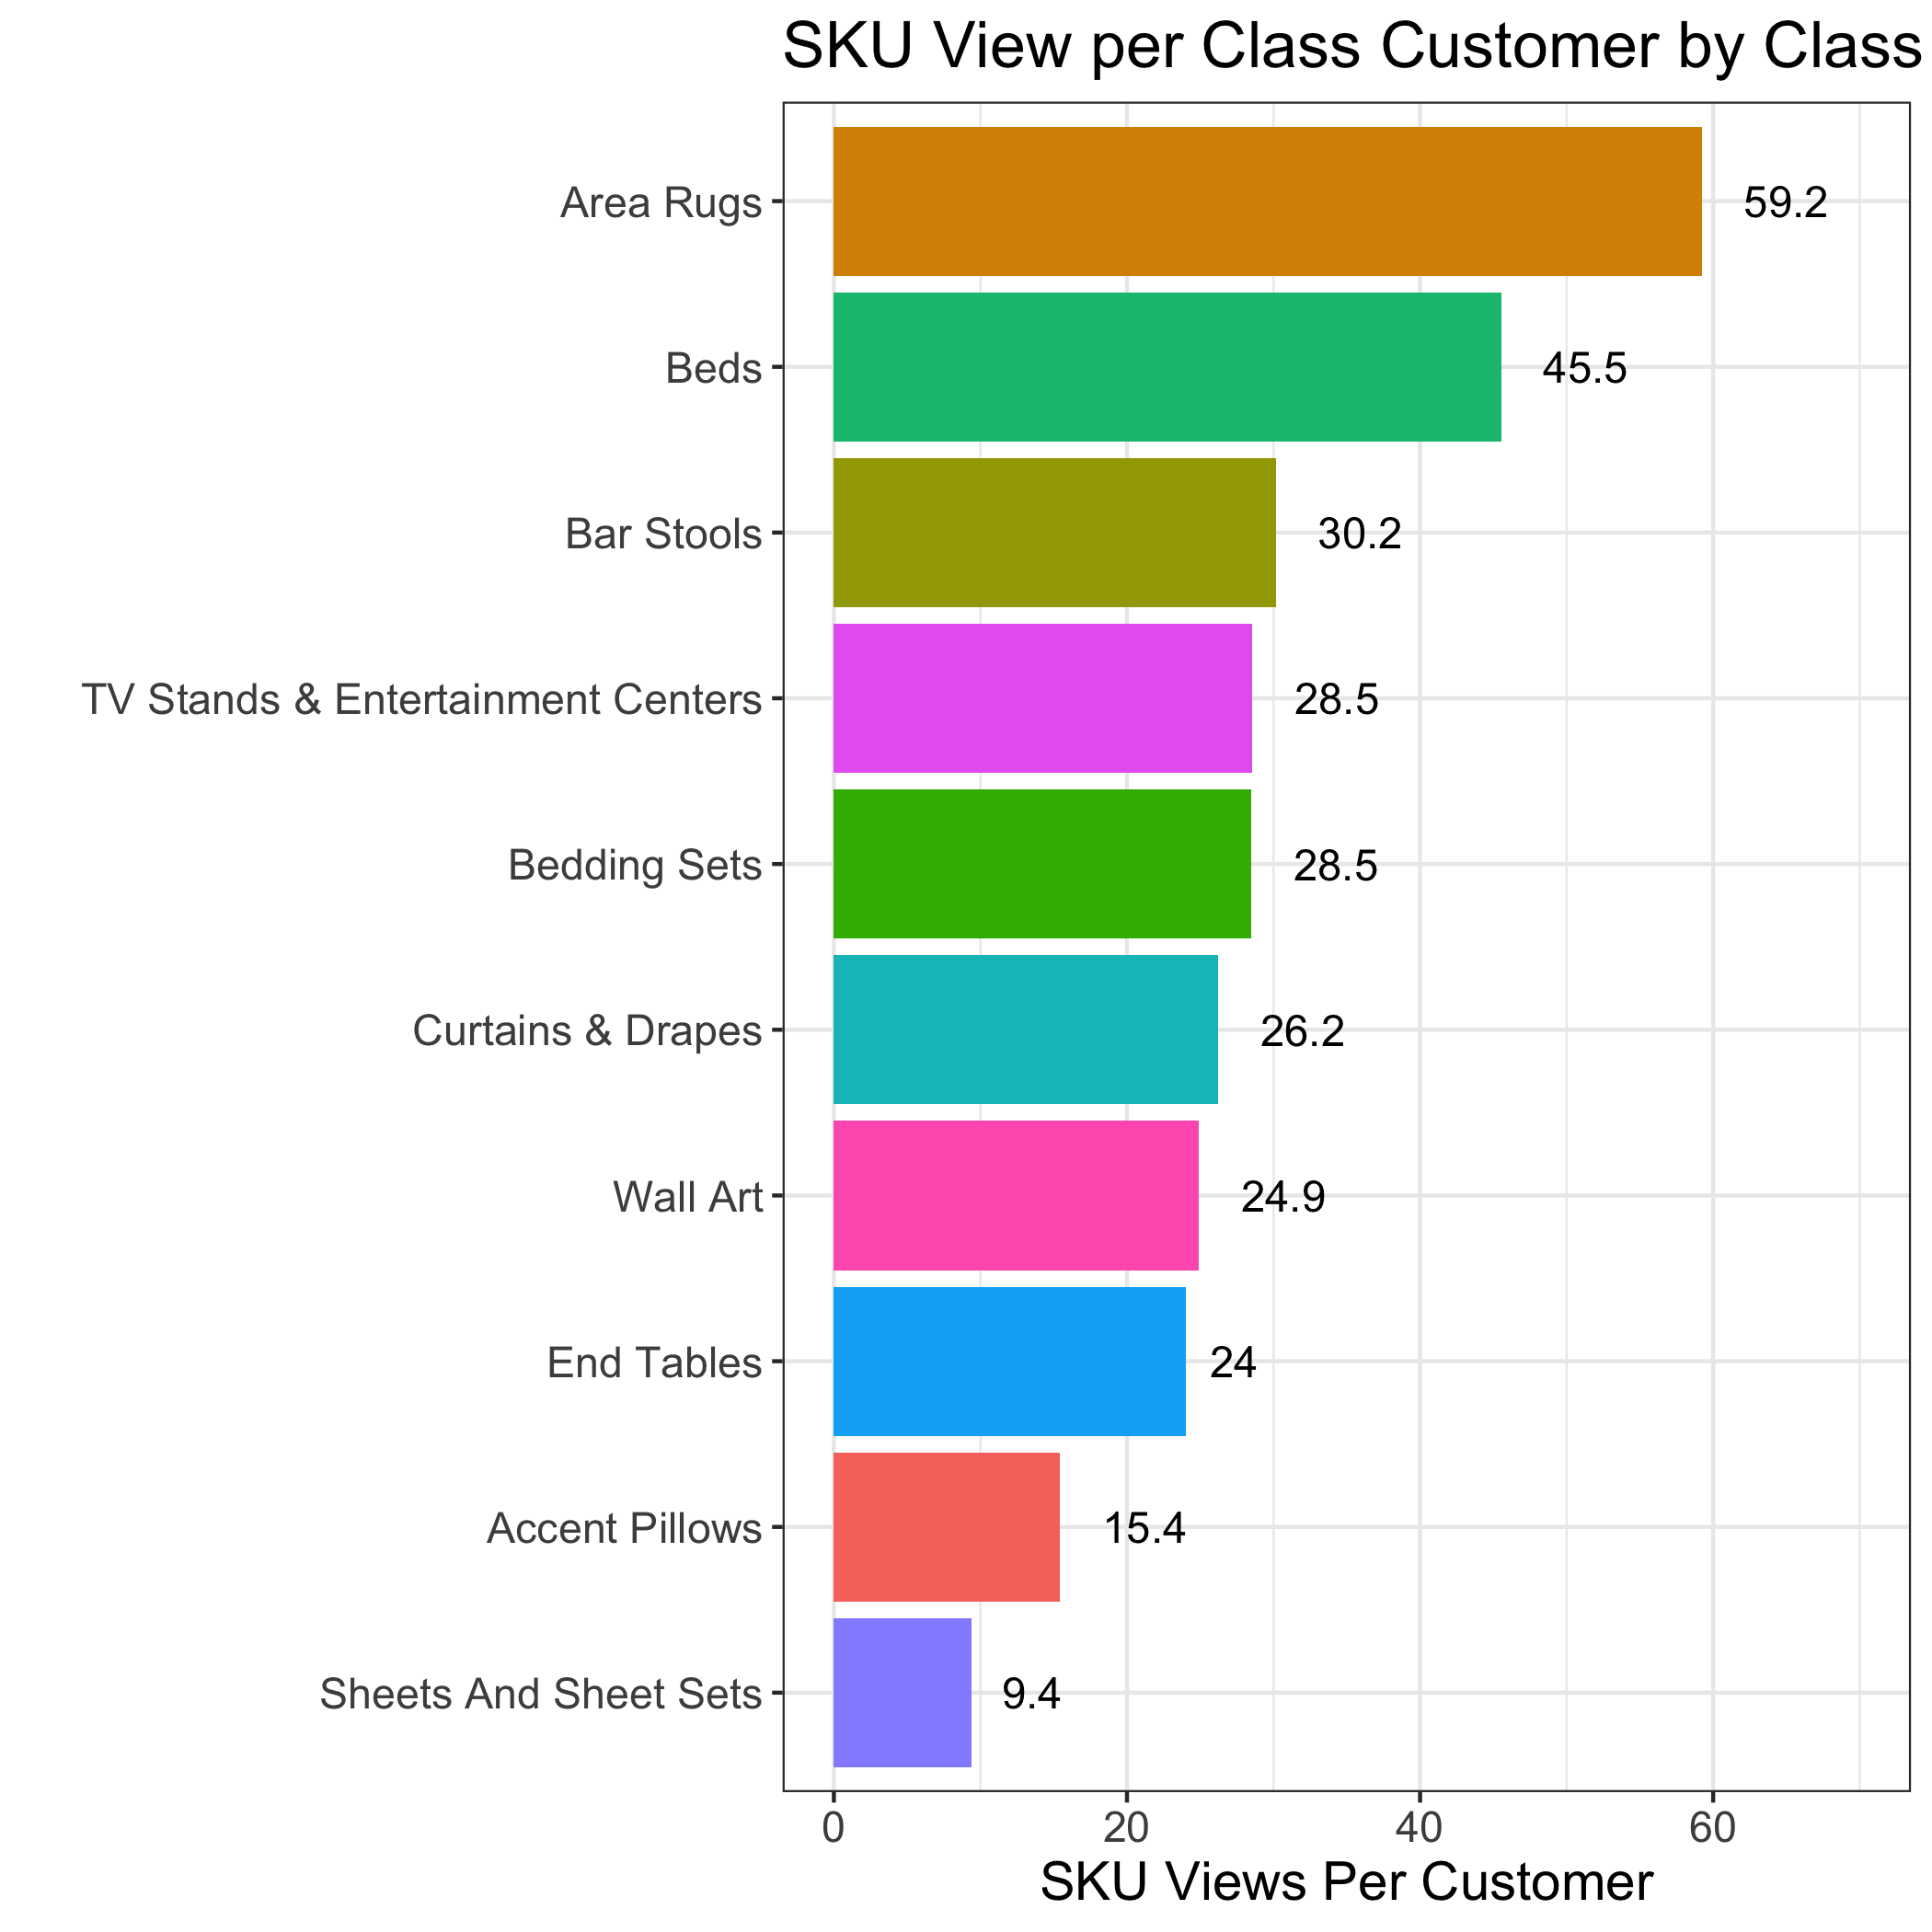 SKU View per Class Customer by Class
Area Rugs
59.2
Beds
45.5
Bar Stools
30.2
TV Stands & Entertainment Centers
28.5
Bedding Sets
28.5
Curtains & Drapes
26.2
Wall Art
24.9
End Tables
24
Accent Pillows
15.4
Sheets And Sheet Sets
9.4
0 20 40 60
SKU Views Per Customer